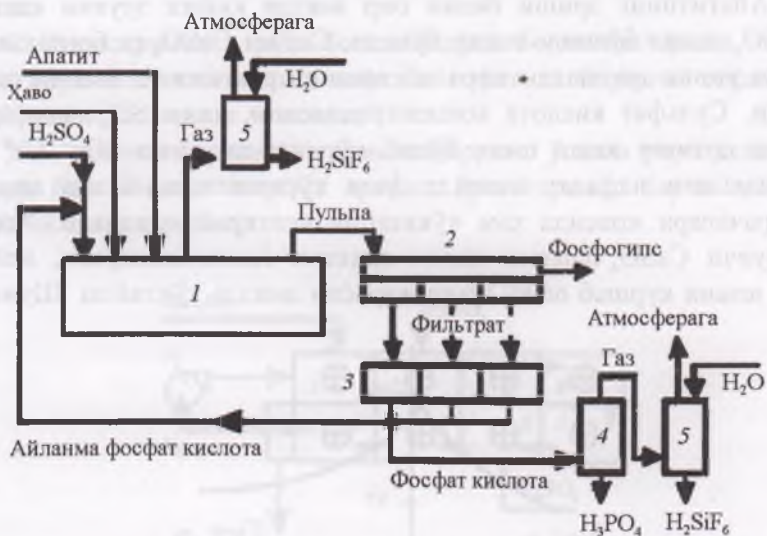 Атмосферага
Апатит
Ҳаво
H₂O
H₂SO₄
Газ
5
H₂SiF₆
Пульпа
2
Фосфогипс
1
Фильтрат
Атмосферага
3
Газ
H₂O
4
5
Айланма фосфат кислота
Фосфат кислота
H₃PO₄
H₂SiF₆